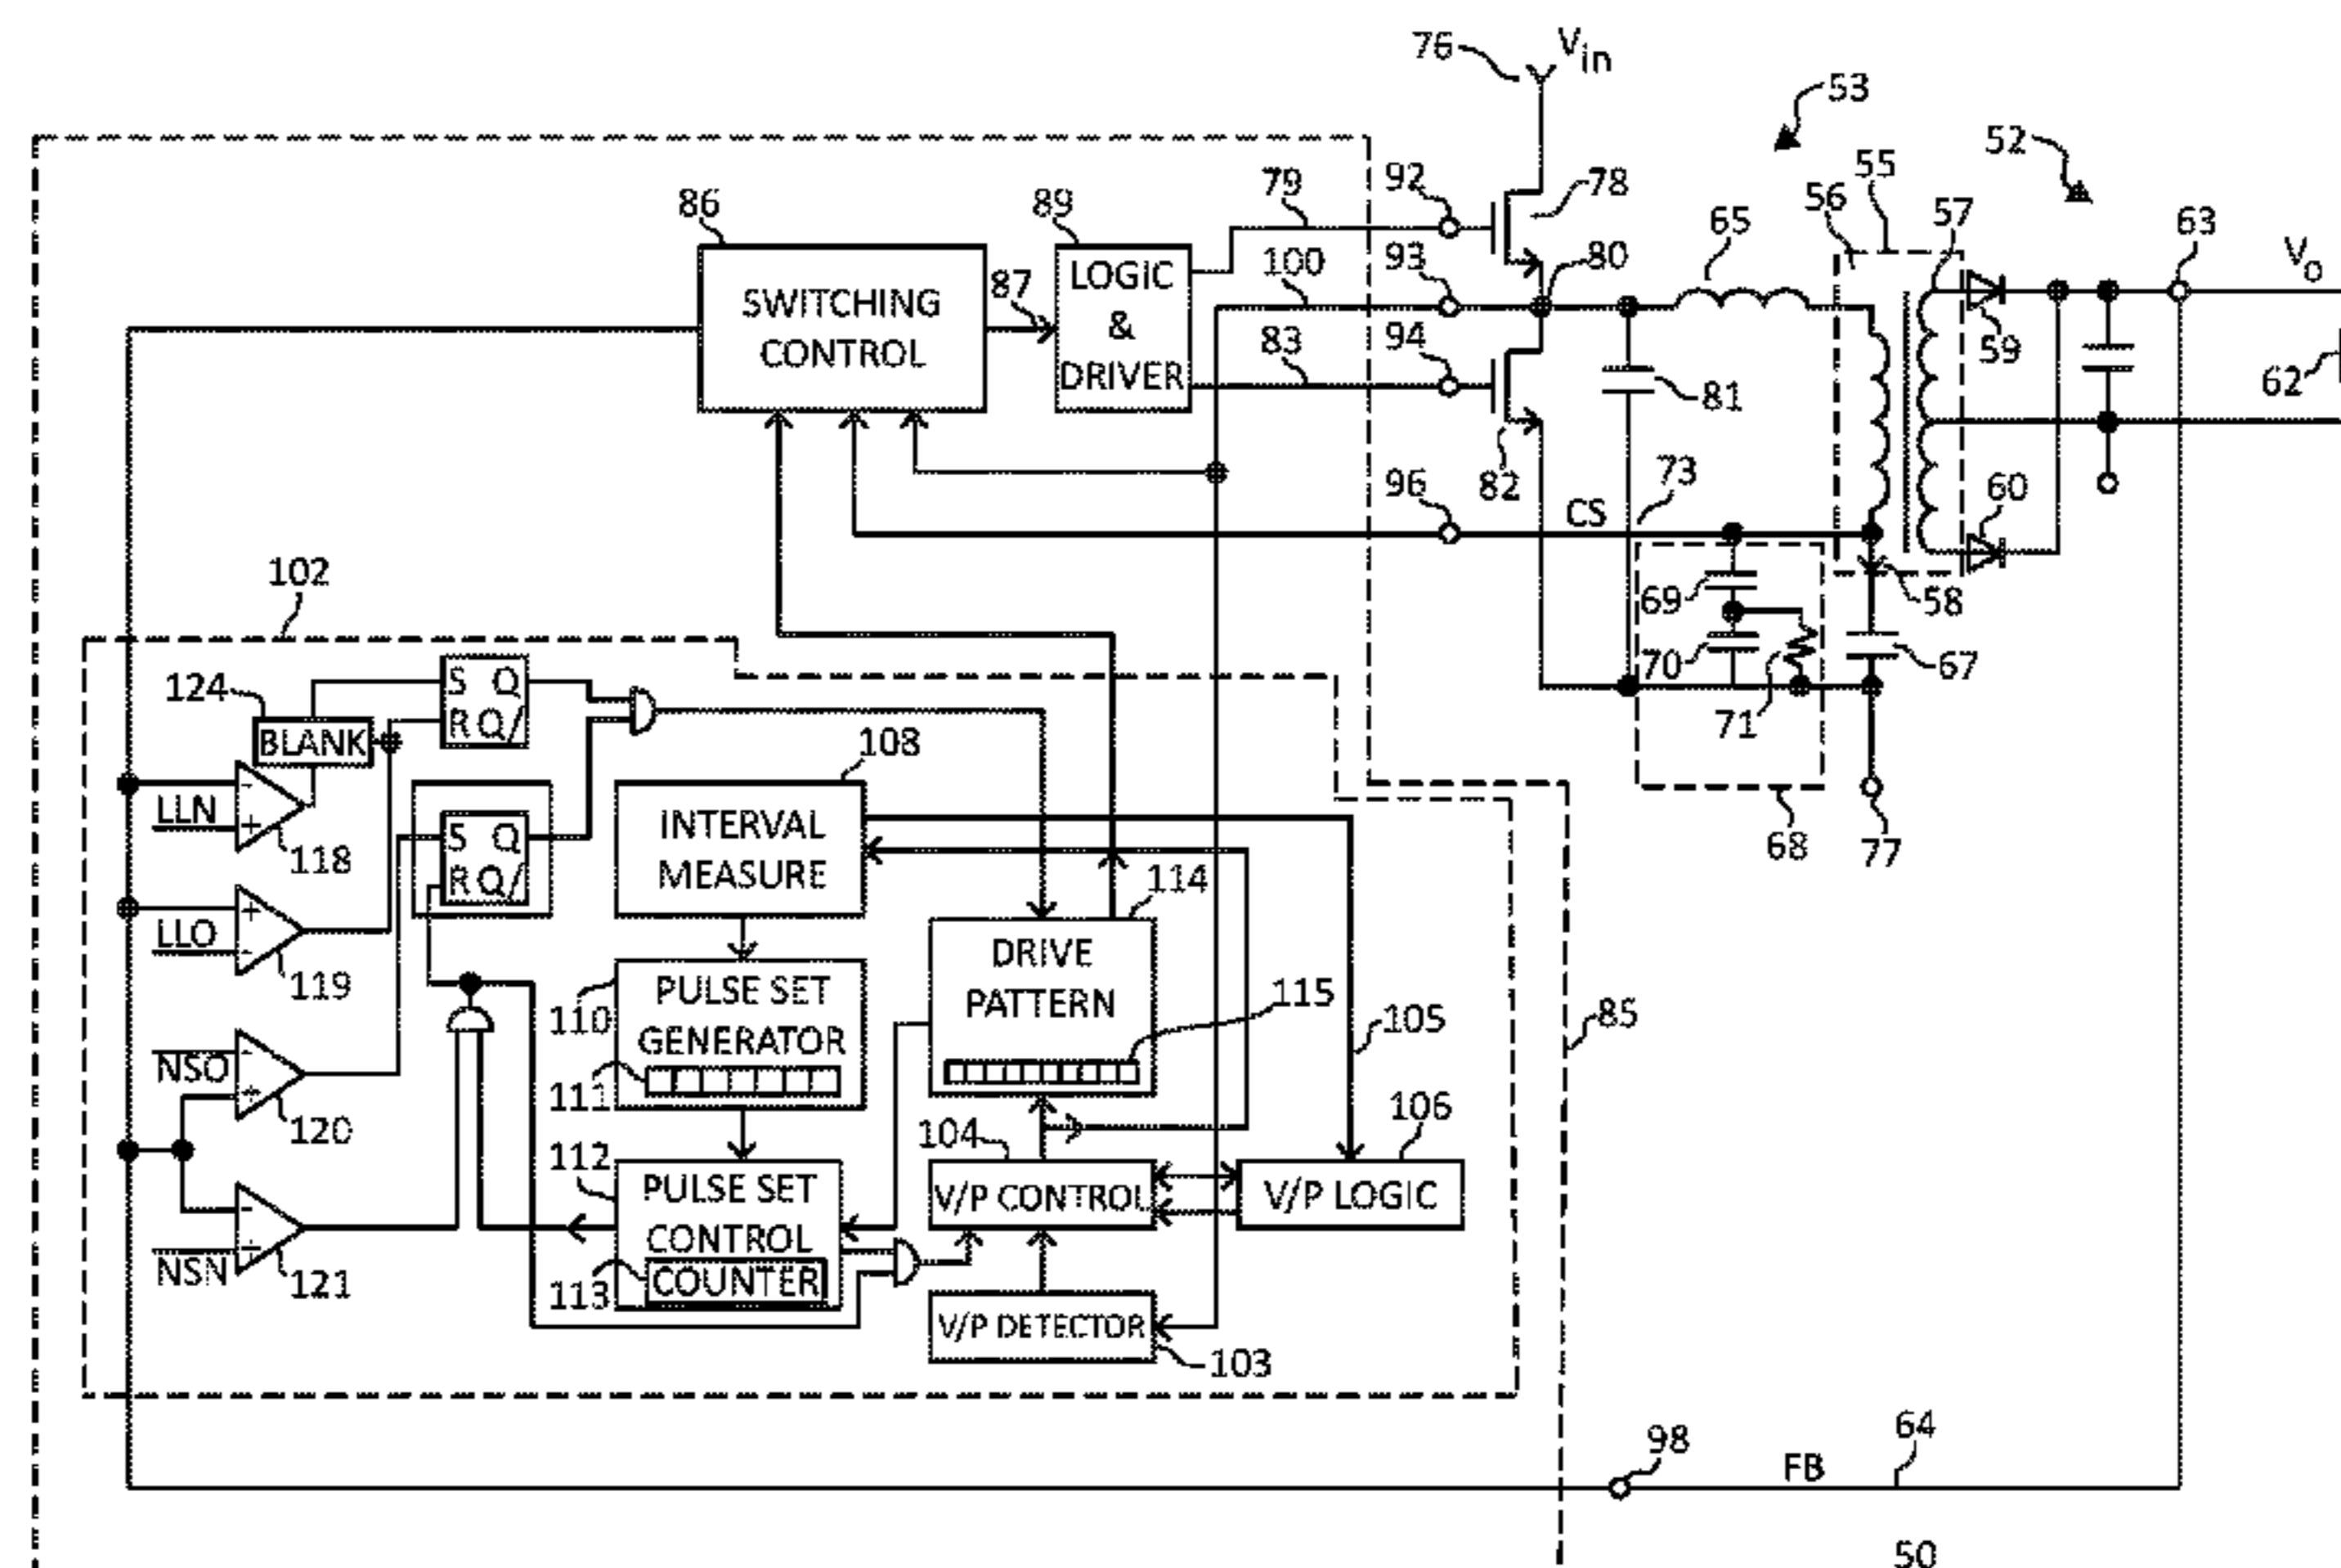 76
Vin
53
52
55
86
79
92
78
56
57
63
Vo
89
65
SWITCHING
CONTROL
87
LOGIC
&
DRIVER
100
93
80
83
94
59
62
81
96
82
73
60
CS
102
69
58
124
S Q
R Q/
70
67
BLANK
71
108
LLN
-
+
118
S Q
R Q/
INTERVAL
MEASURE
68
77
114
LLO
+
-
119
DRIVE
PATTERN
115
110
PULSE SET
GENERATOR
105
85
111
NSO
-
+
120
112
104
106
PULSE SET
CONTROL
V/P CONTROL
V/P LOGIC
-
+
NSN
121
113
COUNTER
V/P DETECTOR
103
98
FB
64
50